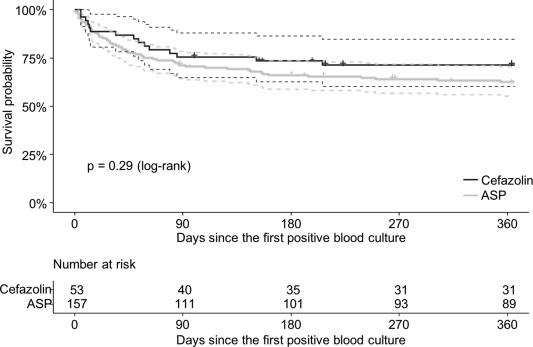 Survival probability
100%
75%
50%
25%
0%
p = 0.29 (log-rank)
Cefazolin
ASP
0 90 180 270 360
Days since the first positive blood culture
Number at risk
Cefazolin 53 40 35 31 31
ASP 157 111 101 93 89
0 90 180 270 360
Days since the first positive blood culture